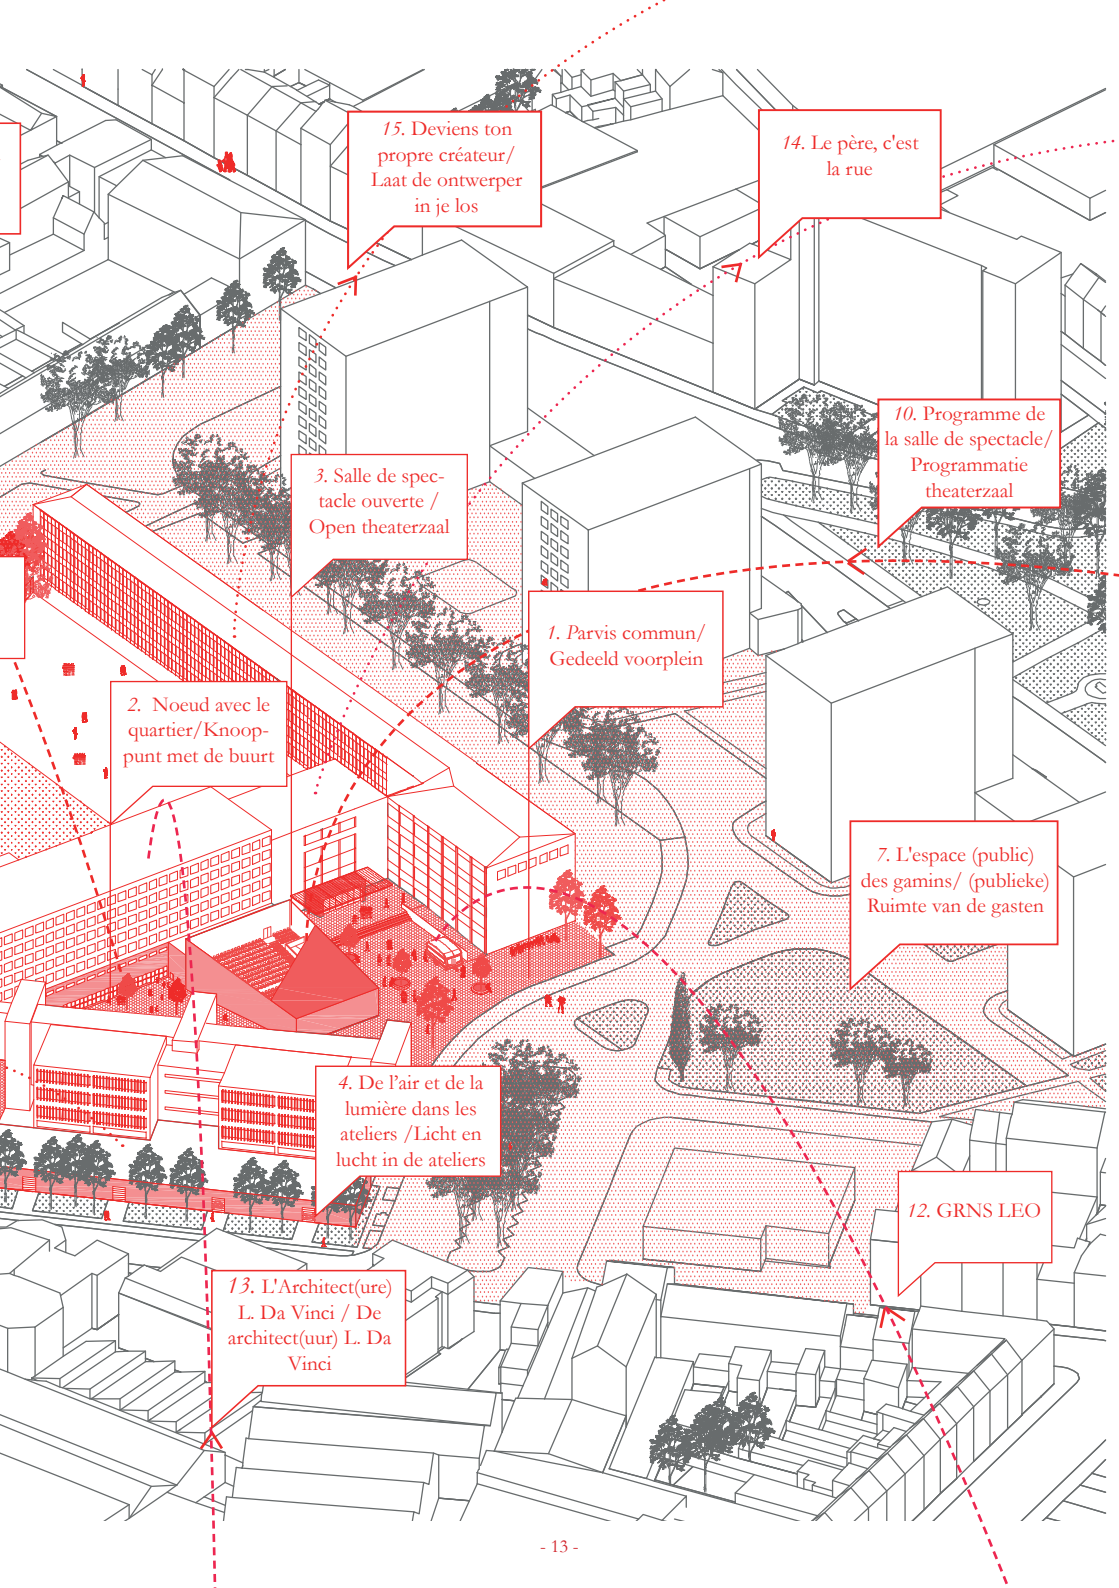 15. Deviens ton
propre créateur/
Laat de ontwerper
in je los
14. Le père, c'est
la rue
10. Programme de
la salle de spectacle/
Programmatie
theaterzaal
3. Salle de spec-
tacle ouverte /
Open theaterzaal
1. Parvis commun/
Gedeeld voorplein
2. Noeud avec le
quartier/Knoop-
punt met de buurt
7. L'espace (public)
des gamins/ (publieke)
Ruimte van de gasten
4. De l’air et de la
lumière dans les
ateliers /Licht en
lucht in de ateliers
12. GRNS LEO
13. L'Architect(ure)
L. Da Vinci / De
architect(uur) L. Da
Vinci
- 13 -